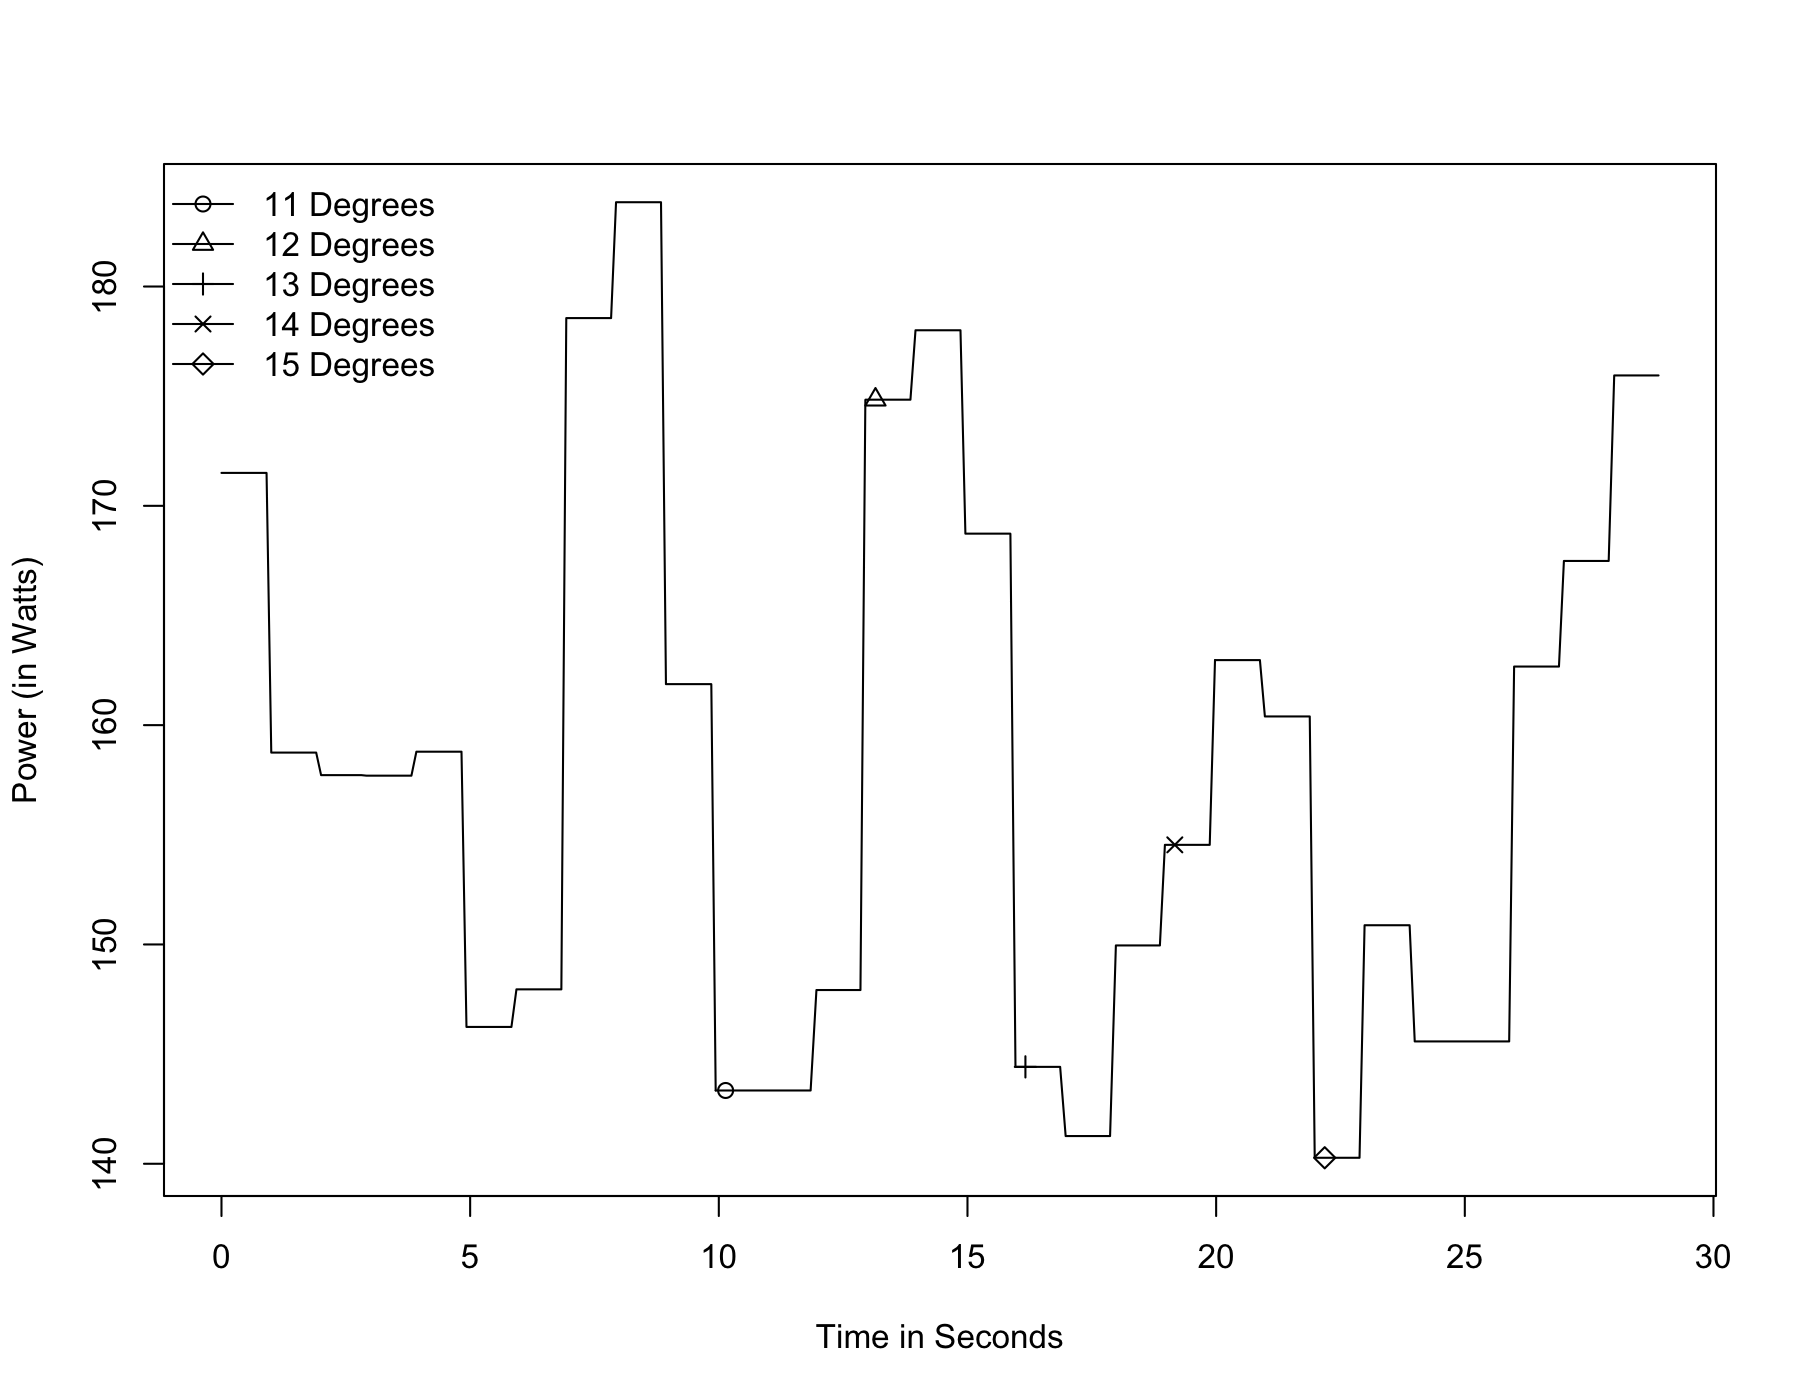 11 Degrees
12 Degrees
13 Degrees
14 Degrees
15 Degrees
180
170
160
150
140
Power (in Watts)
0 5 10 15 20 25 30
Time in Seconds